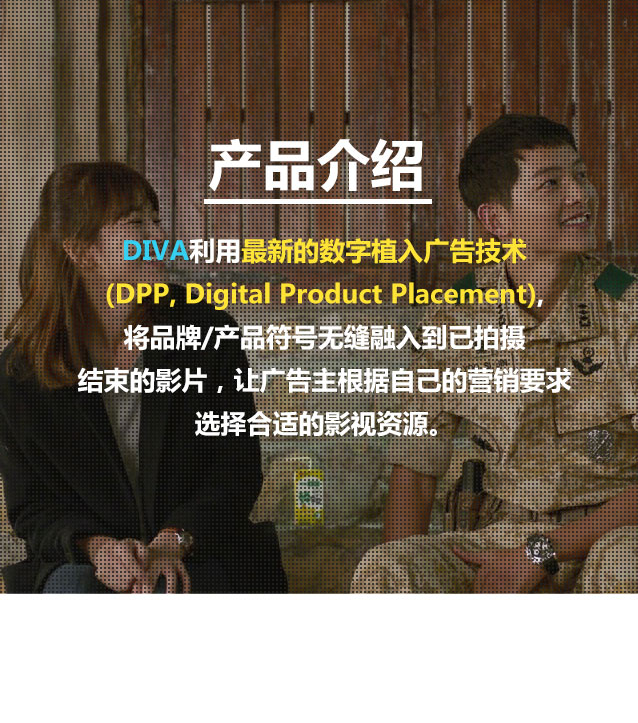 产品介绍
DIVA利用最新的数字植入广告技术
(DPP, Digital Product Placement),
将品牌/产品符号无缝融入到已拍摄
结束的影片，让广告主根据自己的营销要求
选择合适的影视资源。